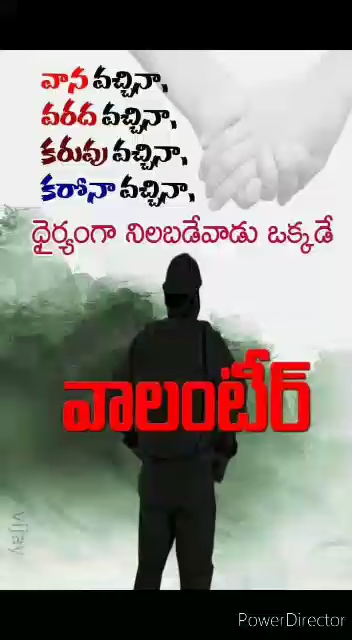 వాన వచ్చినా,
వరద వచ్చినా,
కరువు వచ్చినా,
కరోనా వచ్చినా,
ధైర్యంగా నిలబడేవాడు ఒక్కడే
వాలంటీర్
vijay
PowerDirector